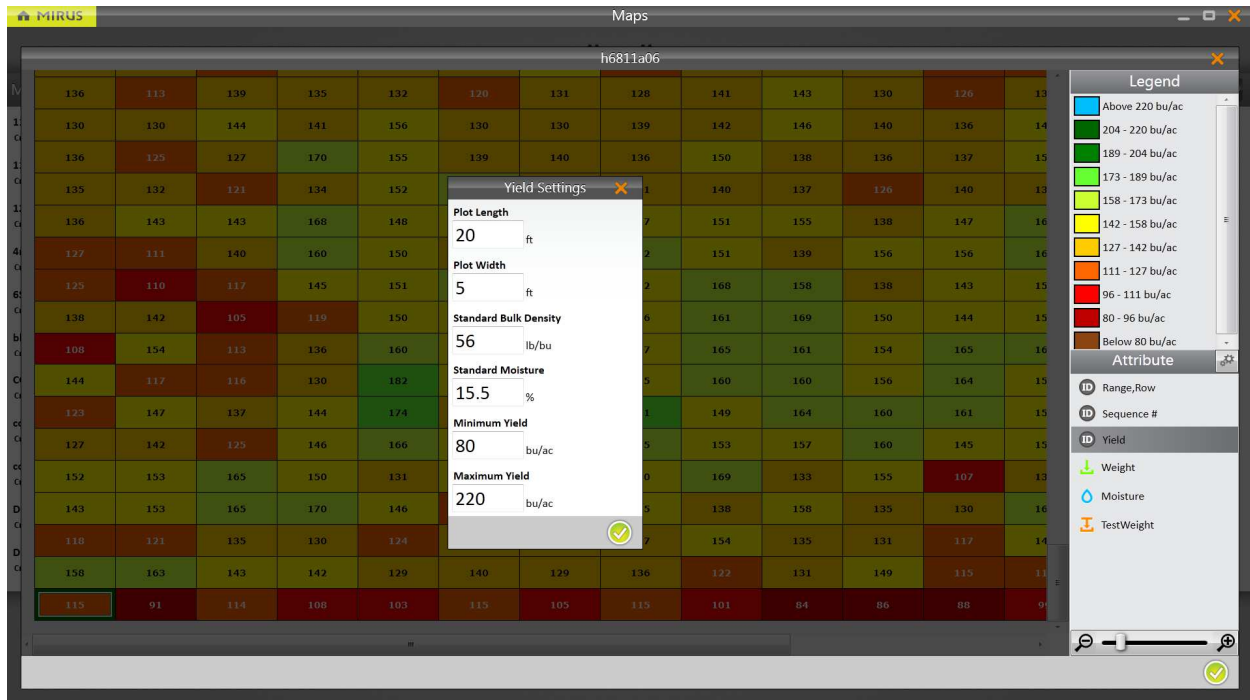 MIRUS
Maps
h6811a06
136 113 139 135 132 120 131 128 141 143 130 126
130 130 144 141 156 130 130 139 142 146 140 136
136 125 127 170 155 139 140 136 150 138 136 137
135 132 121 134 152 140 137 126 140
136 143 143 168 148 151 155 138 147
127 111 140 160 150 151 139 156 156
125 110 117 145 151 168 158 138 143
138 142 105 119 150 161 169 150 144
108 154 113 136 160 165 161 154 165
144 117 116 130 182 160 160 156 164
123 147 137 144 174 149 164 160 161
127 142 125 146 166 153 157 160 145
152 153 165 150 131 169 133 155 107
143 153 165 170 146 138 158 135 130
118 121 135 130 124 154 135 131 117
158 163 143 142 129 140 129 136 122 131 149 115
115 91 114 108 103 115 105 115 101 84 86 88
Yield Settings
Plot Length
20 ft
Plot Width
5 ft
Standard Bulk Density
56 lb/bu
Standard Moisture
15.5 %
Minimum Yield
80 bu/ac
Maximum Yield
220 bu/ac
Legend
Above 220 bu/ac
204 - 220 bu/ac
189 - 204 bu/ac
173 - 189 bu/ac
158 - 173 bu/ac
142 - 158 bu/ac
127 - 142 bu/ac
111 - 127 bu/ac
96 - 111 bu/ac
80 - 96 bu/ac
Below 80 bu/ac
Attribute
ID Range,Row
ID Sequence #
ID Yield
Weight
Moisture
TestWeight